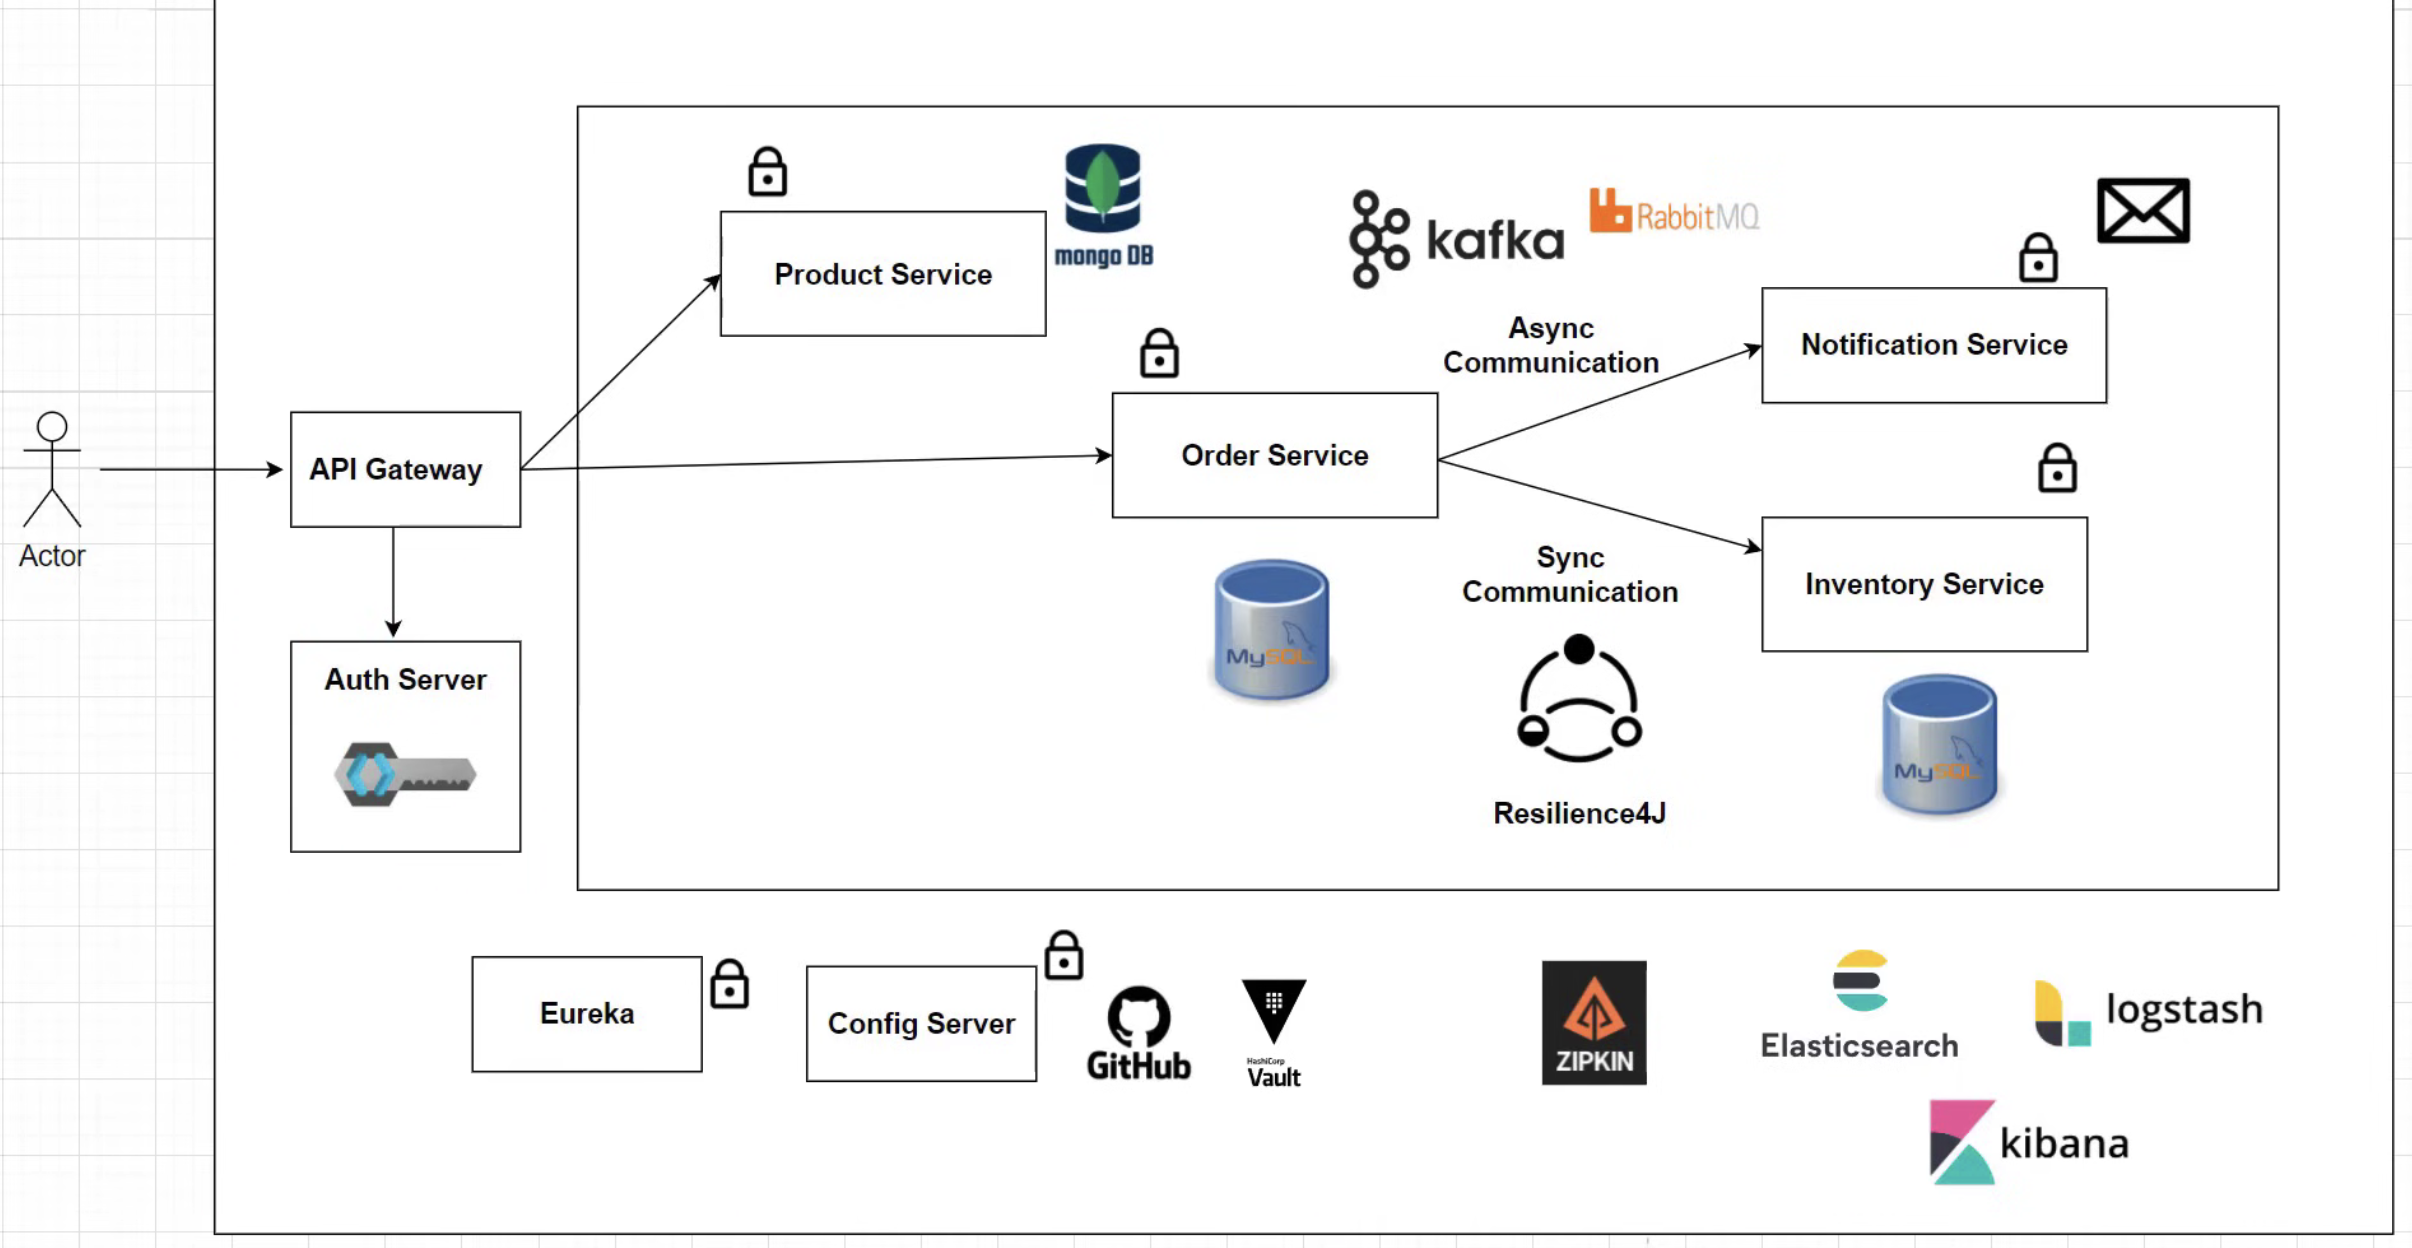 mongo DB
Product Service
kafka
RabbitMQ
Async
Communication
Notification Service
Order Service
API Gateway
Actor
Sync
Communication
Inventory Service
MySQL
Auth Server
MySQL
Resilience4J
Eureka
Config Server
GitHub
HashiCorp
Vault
ZIPKIN
Elasticsearch
logstash
kibana